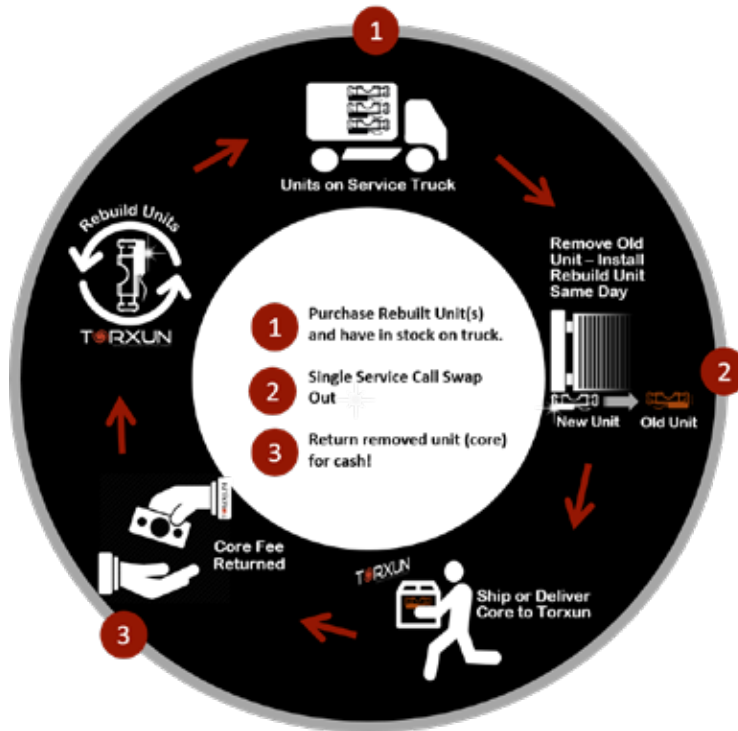 1
Units on Service Truck
Remove Old
Unit – Install
Rebuild Unit
Same Day
2
New Unit
Old Unit
Ship or Deliver
Core to Torxun
TORXUN
Core Fee
Returned
TORXUN
3
Rebuild Units
TORXUN
1
Purchase Rebuilt Unit(s)
and have in stock on truck.
2
Single Service Call Swap
Out
3
Return removed unit (core)
for cash!